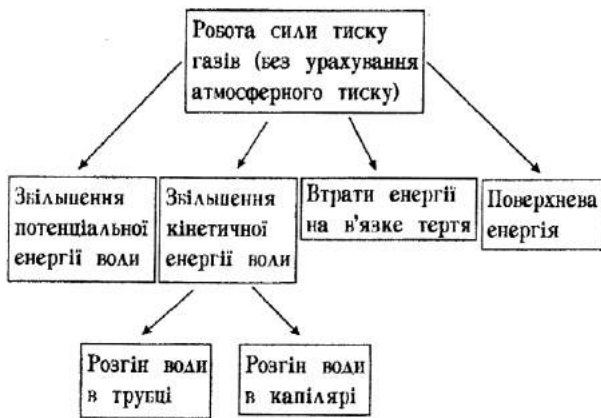 Робота сили тиску
газів (без урахування
атмосферного тиску)
Збільшення
потенціальної
енергії води
Збільшення
кінетичної
енергії води
Втрати енергії
на в'язке тертя
Поверхнева
енергія
Розгін води
в трубці
Розгін води
в капілярі